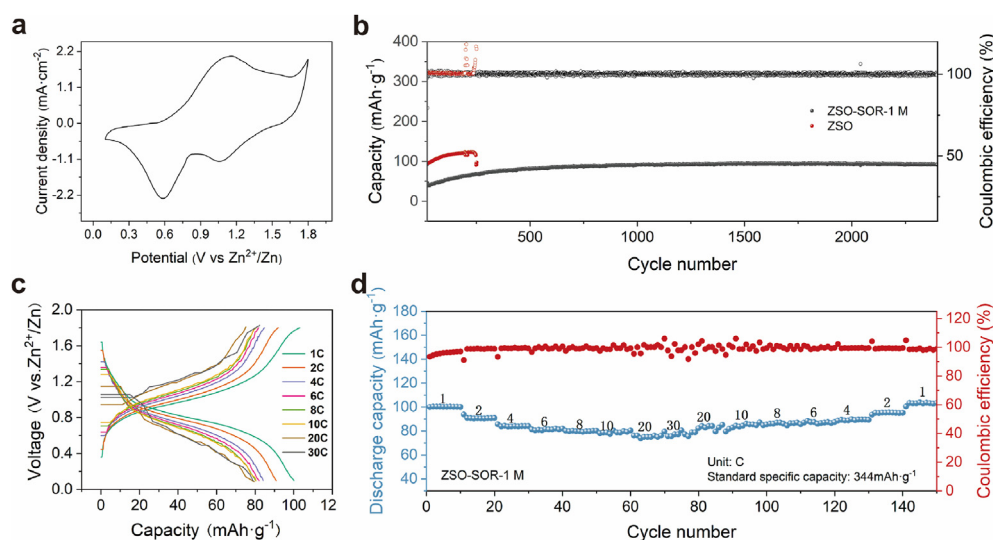 a
2.2
1.1
0.0
-1.1
-2.2
Current density (mA·cm-2)
0.0 0.3 0.6 0.9 1.2 1.5 1.8
Potential (V vs Zn2+/Zn)
b
400
350
300
250
200
150
100
50
0
Capacity (mAh·g-1)
500 1000 1500 2000
Cycle number
100
50
Coulombic efficiency (%)
ZSO-SOR-1 M
ZSO
c
2.0
1.6
1.2
0.8
0.4
0.0
Voltage (V vs.Zn2+/Zn)
0 20 40 60 80 100 120
Capacity (mAh·g-1)
1C
2C
4C
6C
8C
10C
20C
30C
d
180
160
140
120
100
80
60
40
Discharge capacity (mAh·g-1)
1 2 4 6 8 10 20 30 20 10 8 6 4 2 1
ZSO-SOR-1 M
Unit: C
Standard specific capacity: 344mAh·g-1
0 20 40 60 80 100 120 140
Cycle number
120
100
80
60
40
20
0
Coulombic efficiency (%)